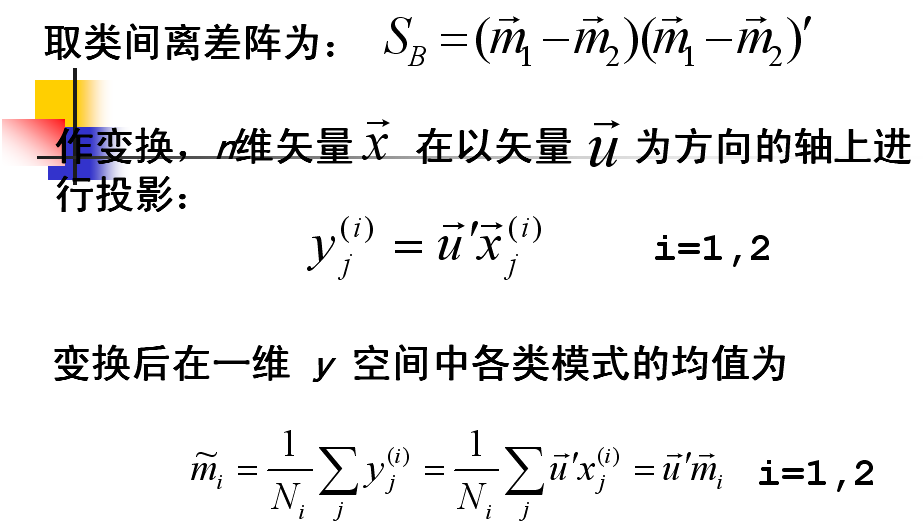 取类间离差阵为： $S_B = (\vec{m}_1 - \vec{m}_2)(\vec{m}_1 - \vec{m}_2)'$
作变换，n维矢量 $\vec{x}$ 在以矢量 $\vec{u}$ 为方向的轴上进
行投影：
$y_j^{(i)} = \vec{u}'\vec{x}_j^{(i)}$ i=1,2
变换后在一维 y 空间中各类模式的均值为
$\tilde{m}_i = \frac{1}{N_i}\sum_j y_j^{(i)} = \frac{1}{N_i}\sum_j \vec{u}'x_j^{(i)} = \vec{u}'\vec{m}_i$ i=1,2